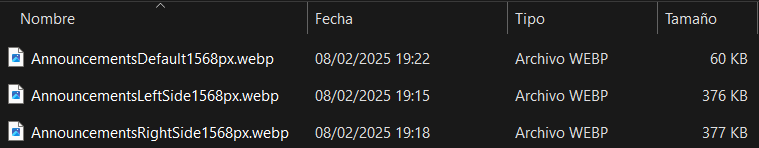 Nombre Fecha Tipo Tamaño
AnnouncementsDefault1568px.webp 08/02/2025 19:22 Archivo WEBP 60 KB
AnnouncementsLeftSide1568px.webp 08/02/2025 19:15 Archivo WEBP 376 KB
AnnouncementsRightSide1568px.webp 08/02/2025 19:18 Archivo WEBP 377 KB